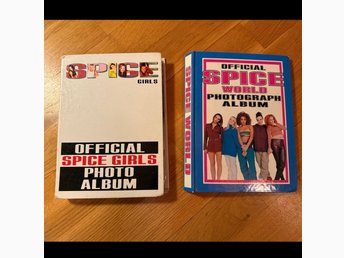 SPICE
GIRLS
OFFICIAL
SPICE GIRLS
PHOTO
ALBUM
SPICE WORLD
OFFICIAL
SPICE
WORLD
PHOTOGRAPH
ALBUM